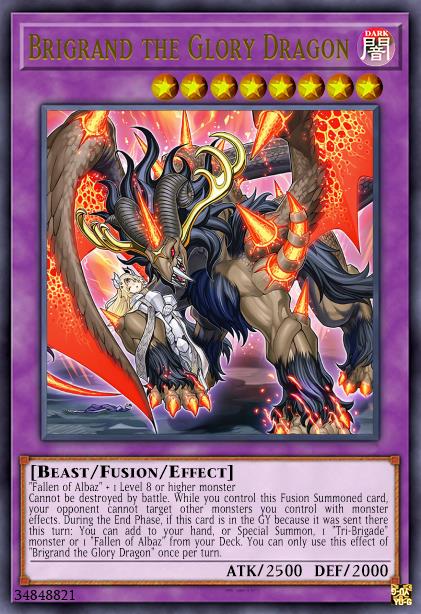 BRIGRAND THE GLORY DRAGON
DARK
闇
[BEAST/FUSION/EFFECT]
"Fallen of Albaz" + 1 Level 8 or higher monster
Cannot be destroyed by battle. While you control this Fusion Summoned card,
your opponent cannot target other monsters you control with monster
effects. During the End Phase, if this card is in the GY because it was sent there
this turn: You can add to your hand, or Special Summon, 1 "Tri-Brigade"
monster or 1 "Fallen of Albaz" from your Deck. You can only use this effect of
"Brigrand the Glory Dragon" once per turn.
ATK/2500 DEF/2000
34848821